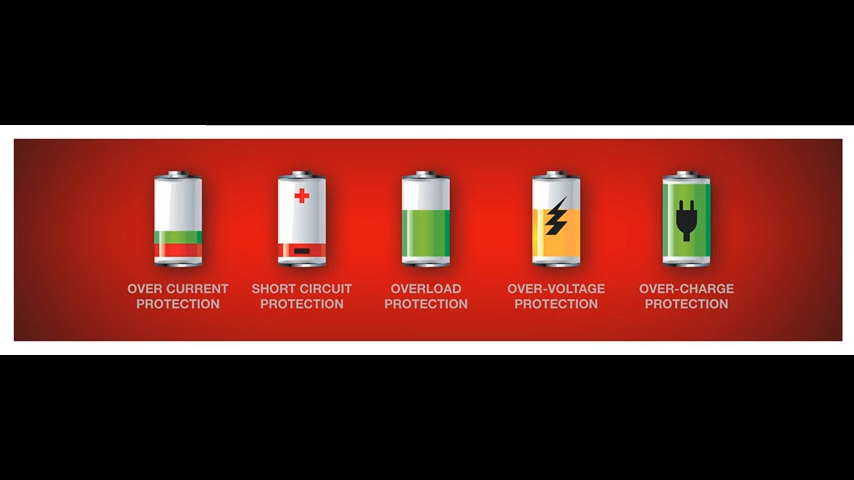 OVER CURRENT
PROTECTION
SHORT CIRCUIT
PROTECTION
OVERLOAD
PROTECTION
OVER-VOLTAGE
PROTECTION
OVER-CHARGE
PROTECTION